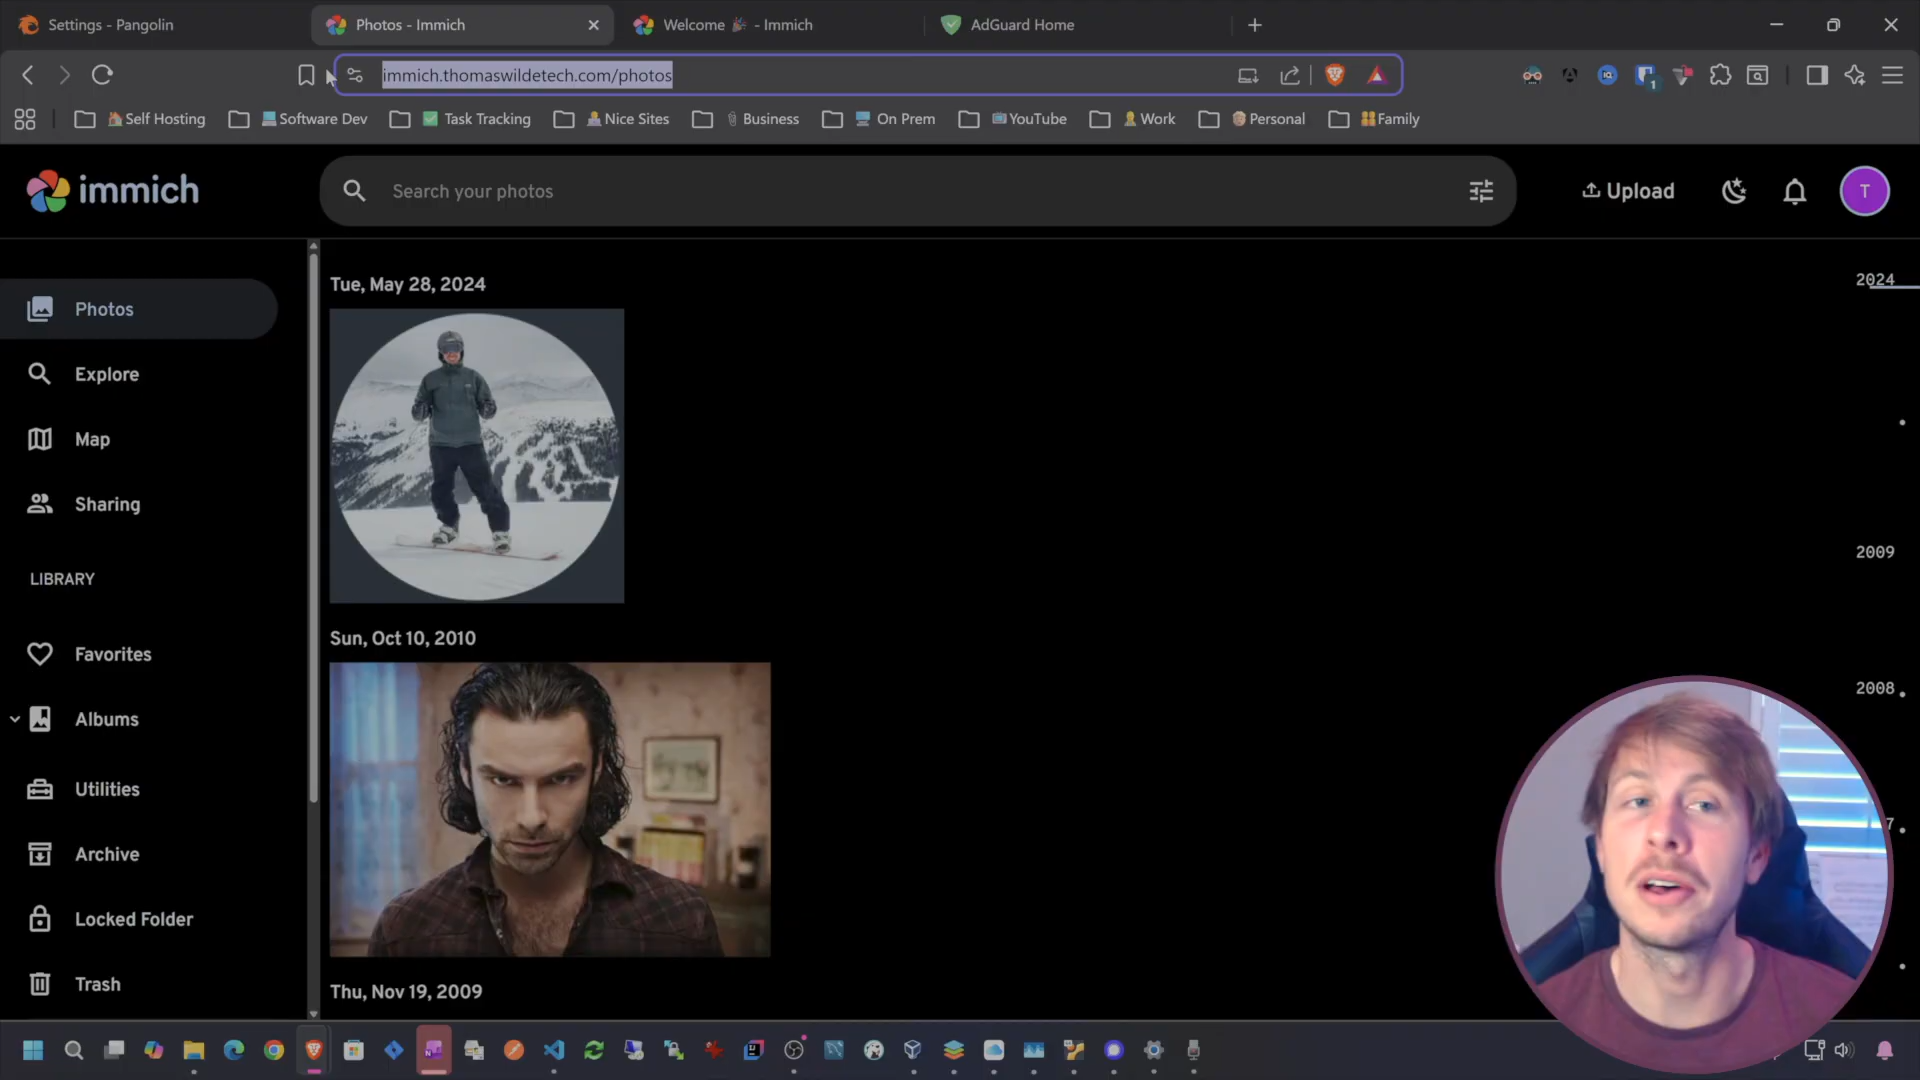 Settings - Pangolin
Photos - Immich
Welcome 🎉 - Immich
AdGuard Home
immich.thomaswildetech.com/photos
1
Self Hosting
Software Dev
Task Tracking
Nice Sites
Business
On Prem
YouTube
Work
Personal
Family
immich
Search your photos
Upload
T
Photos
Explore
Map
Sharing
LIBRARY
Favorites
Albums
Utilities
Archive
Locked Folder
Trash
Tue, May 28, 2024
Sun, Oct 10, 2010
Thu, Nov 19, 2009
2024
2009
2008
7